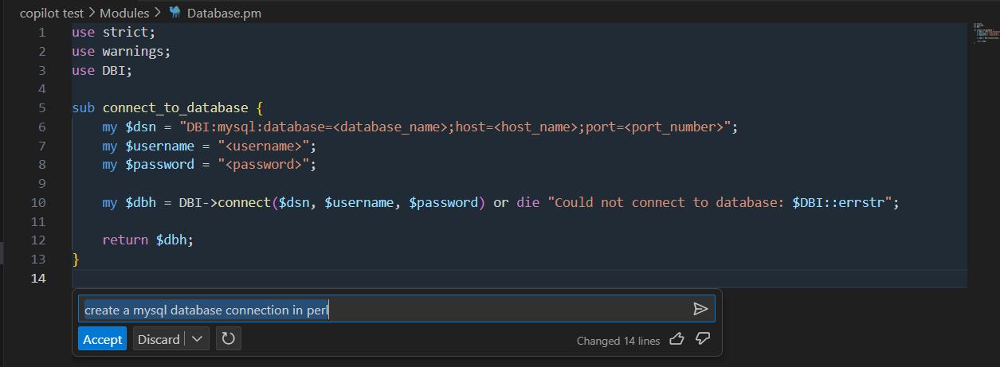 copilot test > Modules > Database.pm
1 use strict;
2 use warnings;
3 use DBI;
4
5 sub connect_to_database {
6     my $dsn = "DBI:mysql:database=<database_name>;host=<host_name>;port=<port_number>";
7     my $username = "<username>";
8     my $password = "<password>";
9
10     my $dbh = DBI->connect($dsn, $username, $password) or die "Could not connect to database: $DBI::errstr";
11
12     return $dbh;
13 }
14
create a mysql database connection in perl
Accept Discard Changed 14 lines